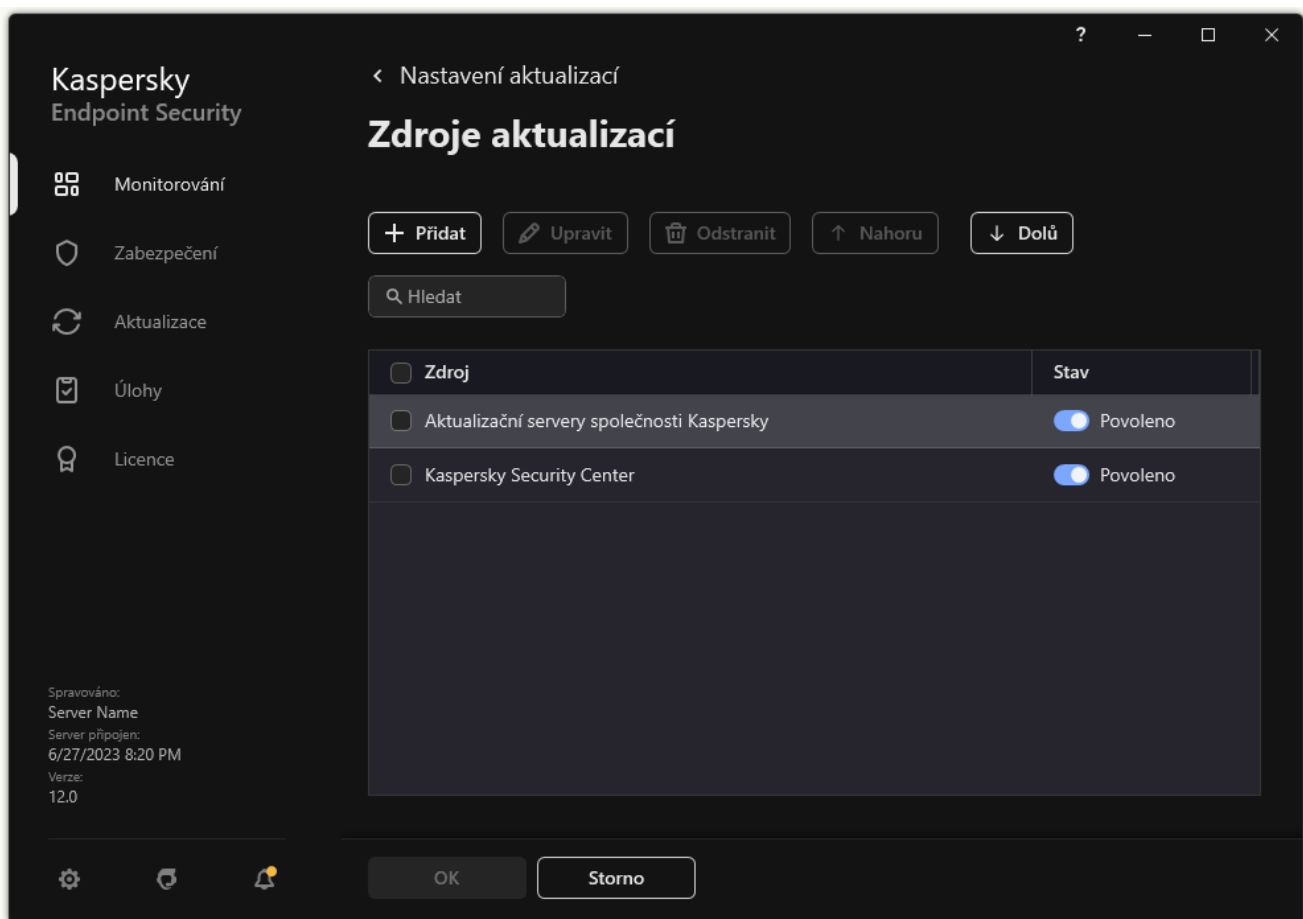 ?
Kaspersky
Endpoint Security
Nastavení aktualizací
Zdroje aktualizací
Monitorování
Zabezpečení
Aktualizace
Úlohy
Licence
Přidat Upravit Odstranit Nahoru Dolů
Hledat
Zdroj Stav
Aktualizační servery společnosti Kaspersky Povoleno
Kaspersky Security Center Povoleno
Spravováno:
Server Name
Server připojen:
6/27/2023 8:20 PM
Verze:
12.0
OK Storno